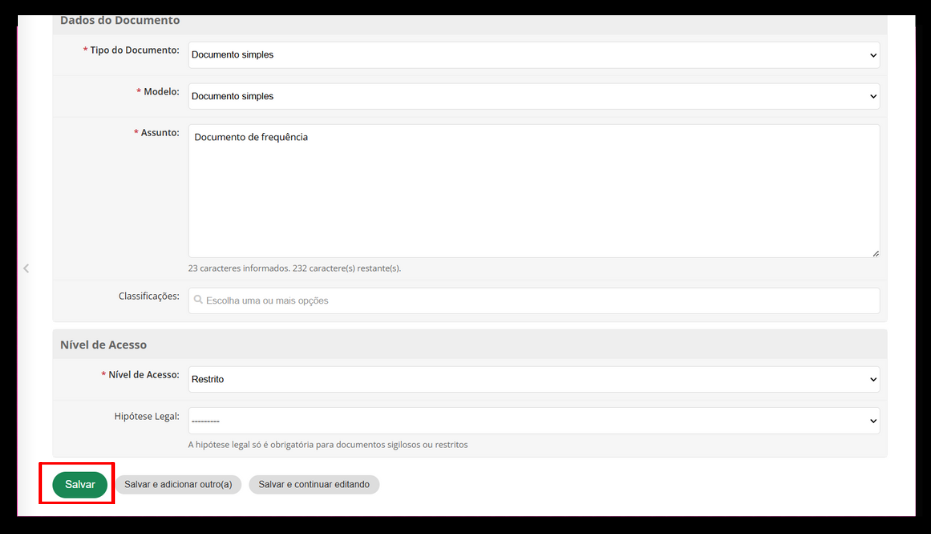 Dados do Documento
* Tipo do Documento:
Documento simples
* Modelo:
Documento simples
* Assunto:
Documento de frequência
23 caracteres informados. 232 caractere(s) restante(s).
Classificações:
Escolha uma ou mais opções
Nível de Acesso
* Nível de Acesso:
Restrito
Hipótese Legal:
---------
A hipótese legal só é obrigatória para documentos sigilosos ou restritos
Salvar
Salvar e adicionar outro(a)
Salvar e continuar editando